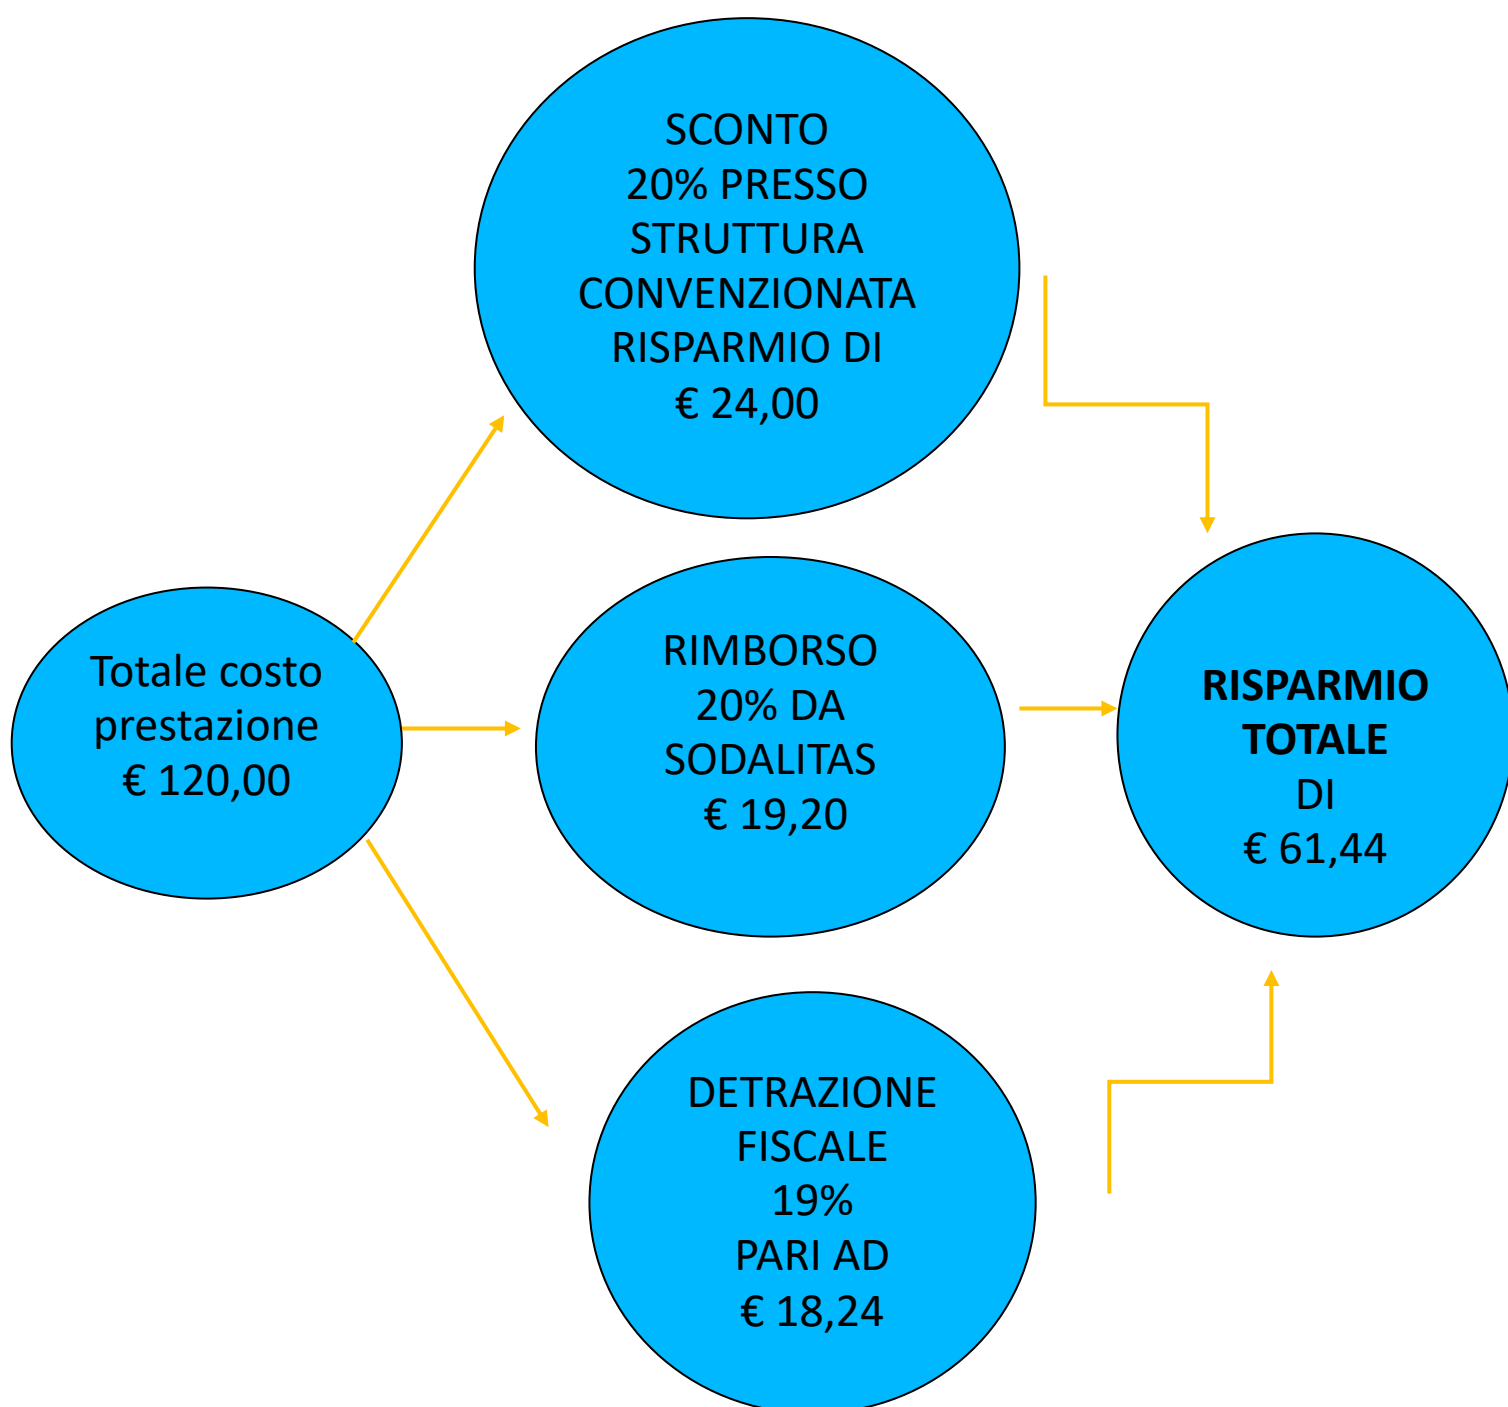 SCONTO
20% PRESSO
STRUTTURA
CONVENZIONATA
RISPARMIO DI
€ 24,00
Totale costo
prestazione
€ 120,00
RIMBORSO
20% DA
SODALITAS
€ 19,20
RISPARMIO
TOTALE
DI
€ 61,44
DETRAZIONE
FISCALE
19%
PARI AD
€ 18,24